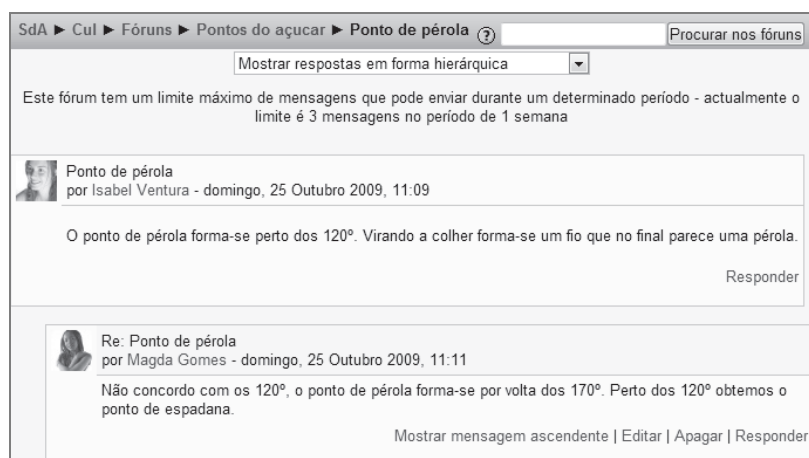 SdA ► Cul ► Fóruns ► Pontos do açucar ► Ponto de pérola ? Procurar nos fóruns
Mostrar respostas em forma hierárquica
Este fórum tem um limite máximo de mensagens que pode enviar durante um determinado período - actualmente o
limite é 3 mensagens no período de 1 semana
Ponto de pérola
por Isabel Ventura - domingo, 25 Outubro 2009, 11:09
O ponto de pérola forma-se perto dos 120º. Virando a colher forma-se um fio que no final parece uma pérola.
Responder
Re: Ponto de pérola
por Magda Gomes - domingo, 25 Outubro 2009, 11:11
Não concordo com os 120º, o ponto de pérola forma-se por volta dos 170º. Perto dos 120º obtemos o
ponto de espadana.
Mostrar mensagem ascendente | Editar | Apagar | Responder